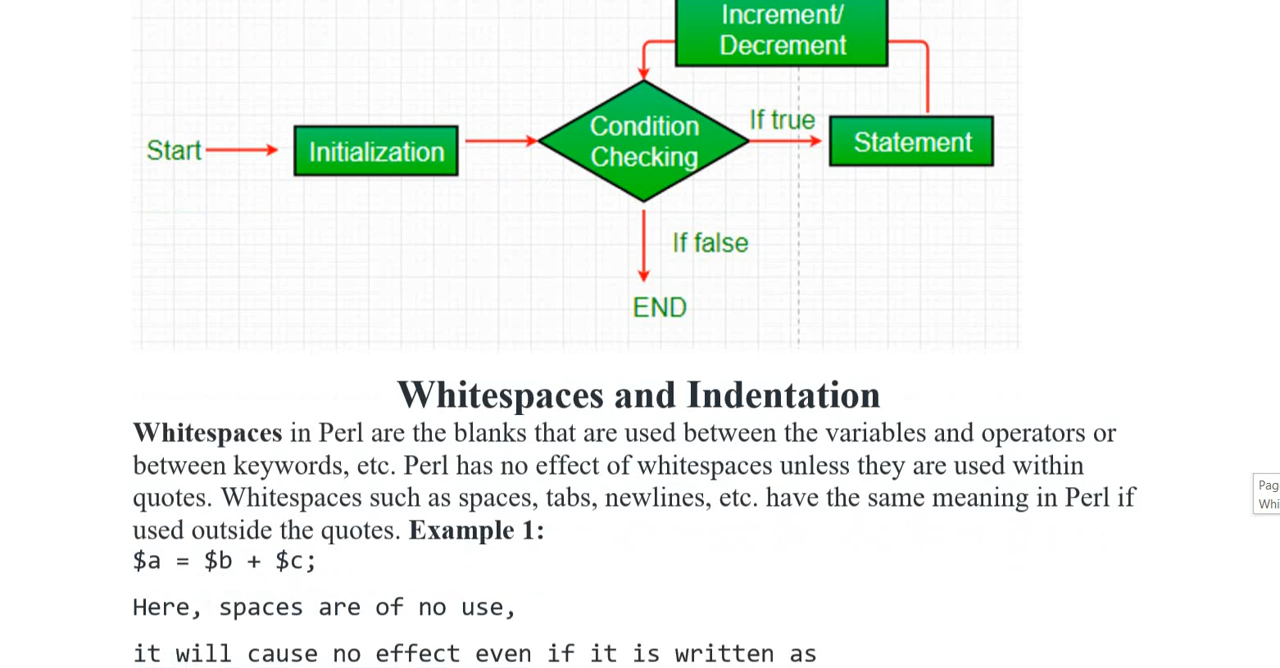 Increment/
Decrement
Condition
Checking
If true
Start
Initialization
Statement
If false
END
Whitespaces and Indentation
Whitespaces in Perl are the blanks that are used between the variables and operators or
between keywords, etc. Perl has no effect of whitespaces unless they are used within
quotes. Whitespaces such as spaces, tabs, newlines, etc. have the same meaning in Perl if
used outside the quotes. Example 1:
$a = $b + $c;
Here, spaces are of no use,
it will cause no effect even if it is written as
Pag
Whi